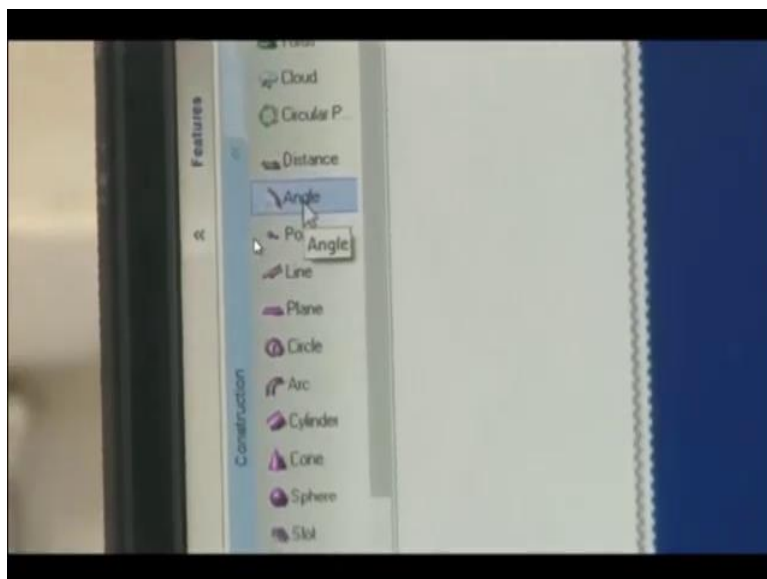 Features
Construction
Cloud
Circular P...
Distance
Angle
Po
Angle
Line
Plane
Circle
Arc
Cylinder
Cone
Sphere
Slot